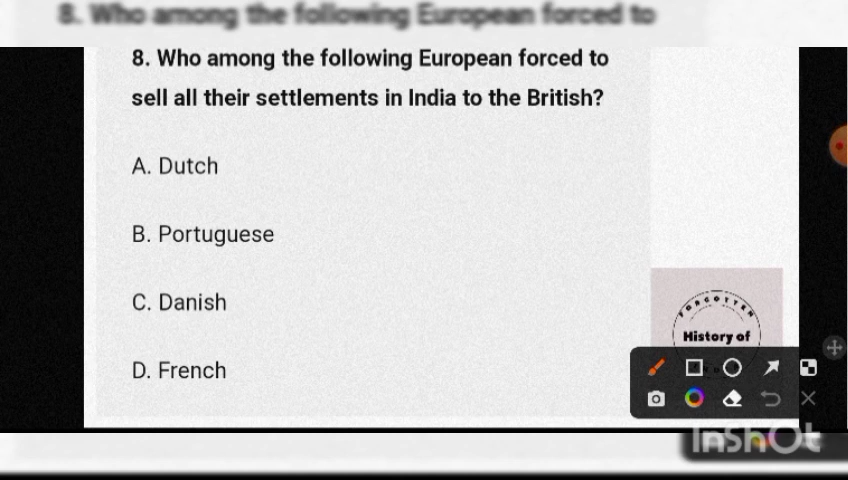 8. Who among the following European forced to
8. Who among the following European forced to
sell all their settlements in India to the British?
A. Dutch
B. Portuguese
C. Danish
D. French
FORGOTTEN
History of
InShOt